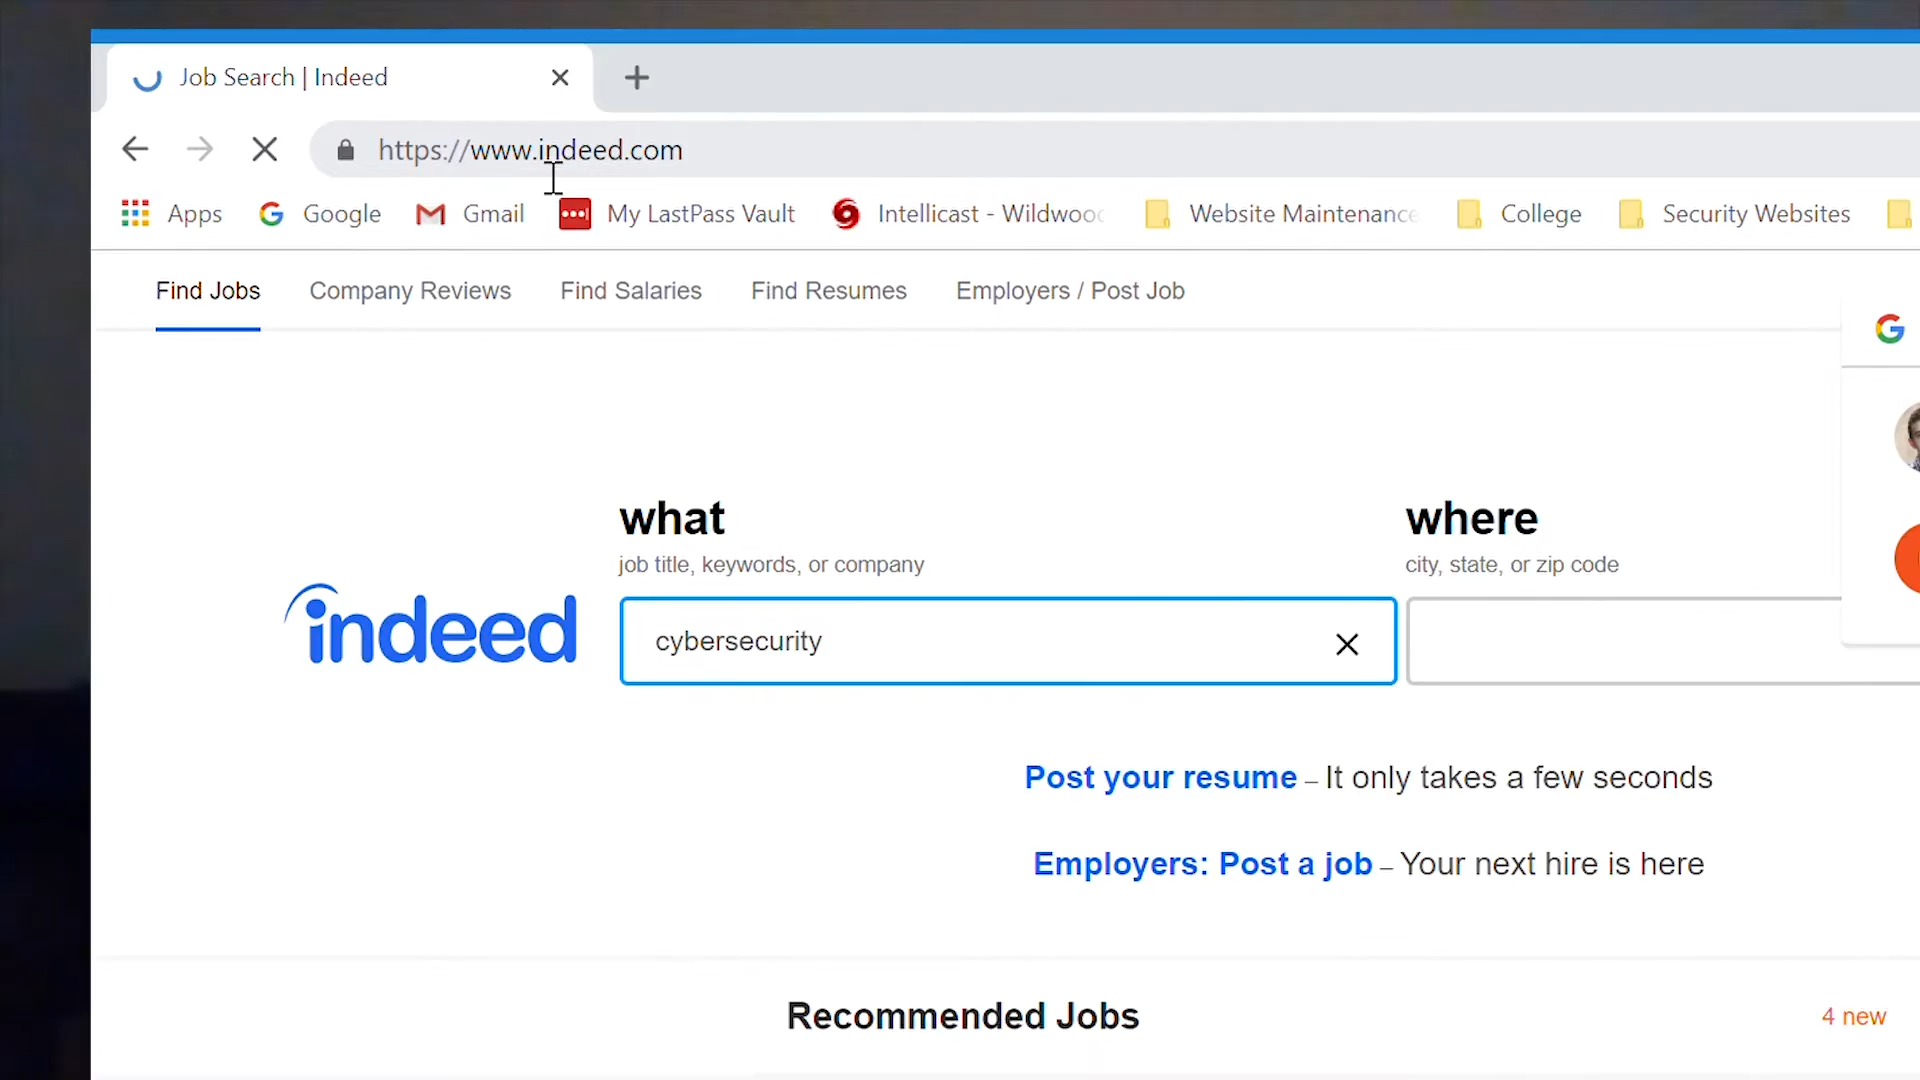 Job Search | Indeed
https://www.indeed.com
Apps Google Gmail My LastPass Vault Intellicast - Wildwood Website Maintenance College Security Websites
Find Jobs Company Reviews Find Salaries Find Resumes Employers / Post Job
what where
job title, keywords, or company city, state, or zip code
indeed
cybersecurity
Post your resume – It only takes a few seconds
Employers: Post a job – Your next hire is here
Recommended Jobs 4 new